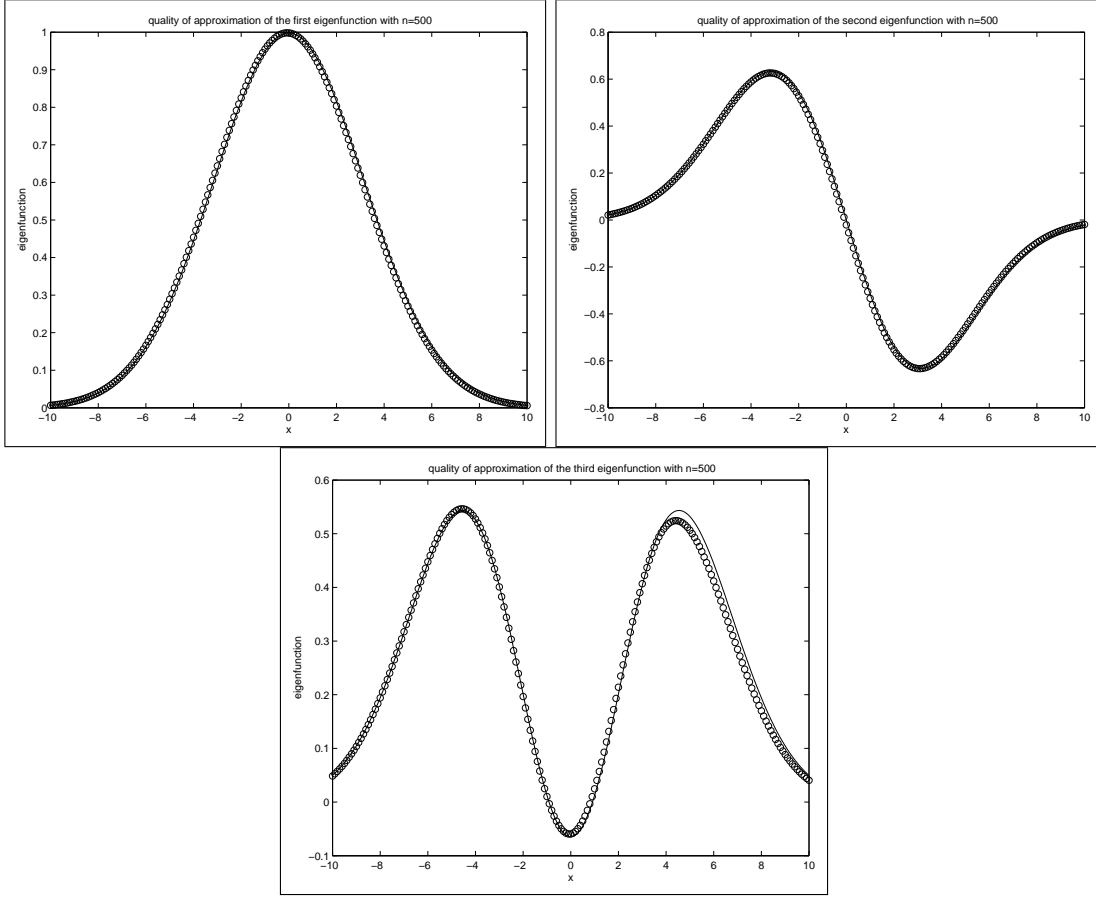 quality of approximation of the first eigenfunction with n=500
1
0.9
0.8
0.7
0.6
0.5
0.4
0.3
0.2
0.1
0
eigenfunction
−10 −8 −6 −4 −2 0 2 4 6 8 10
x
quality of approximation of the second eigenfunction with n=500
0.8
0.6
0.4
0.2
0
−0.2
−0.4
−0.6
−0.8
eigenfunction
−10 −8 −6 −4 −2 0 2 4 6 8 10
x
quality of approximation of the third eigenfunction with n=500
0.6
0.5
0.4
0.3
0.2
0.1
0
−0.1
eigenfunction
−10 −8 −6 −4 −2 0 2 4 6 8 10
x